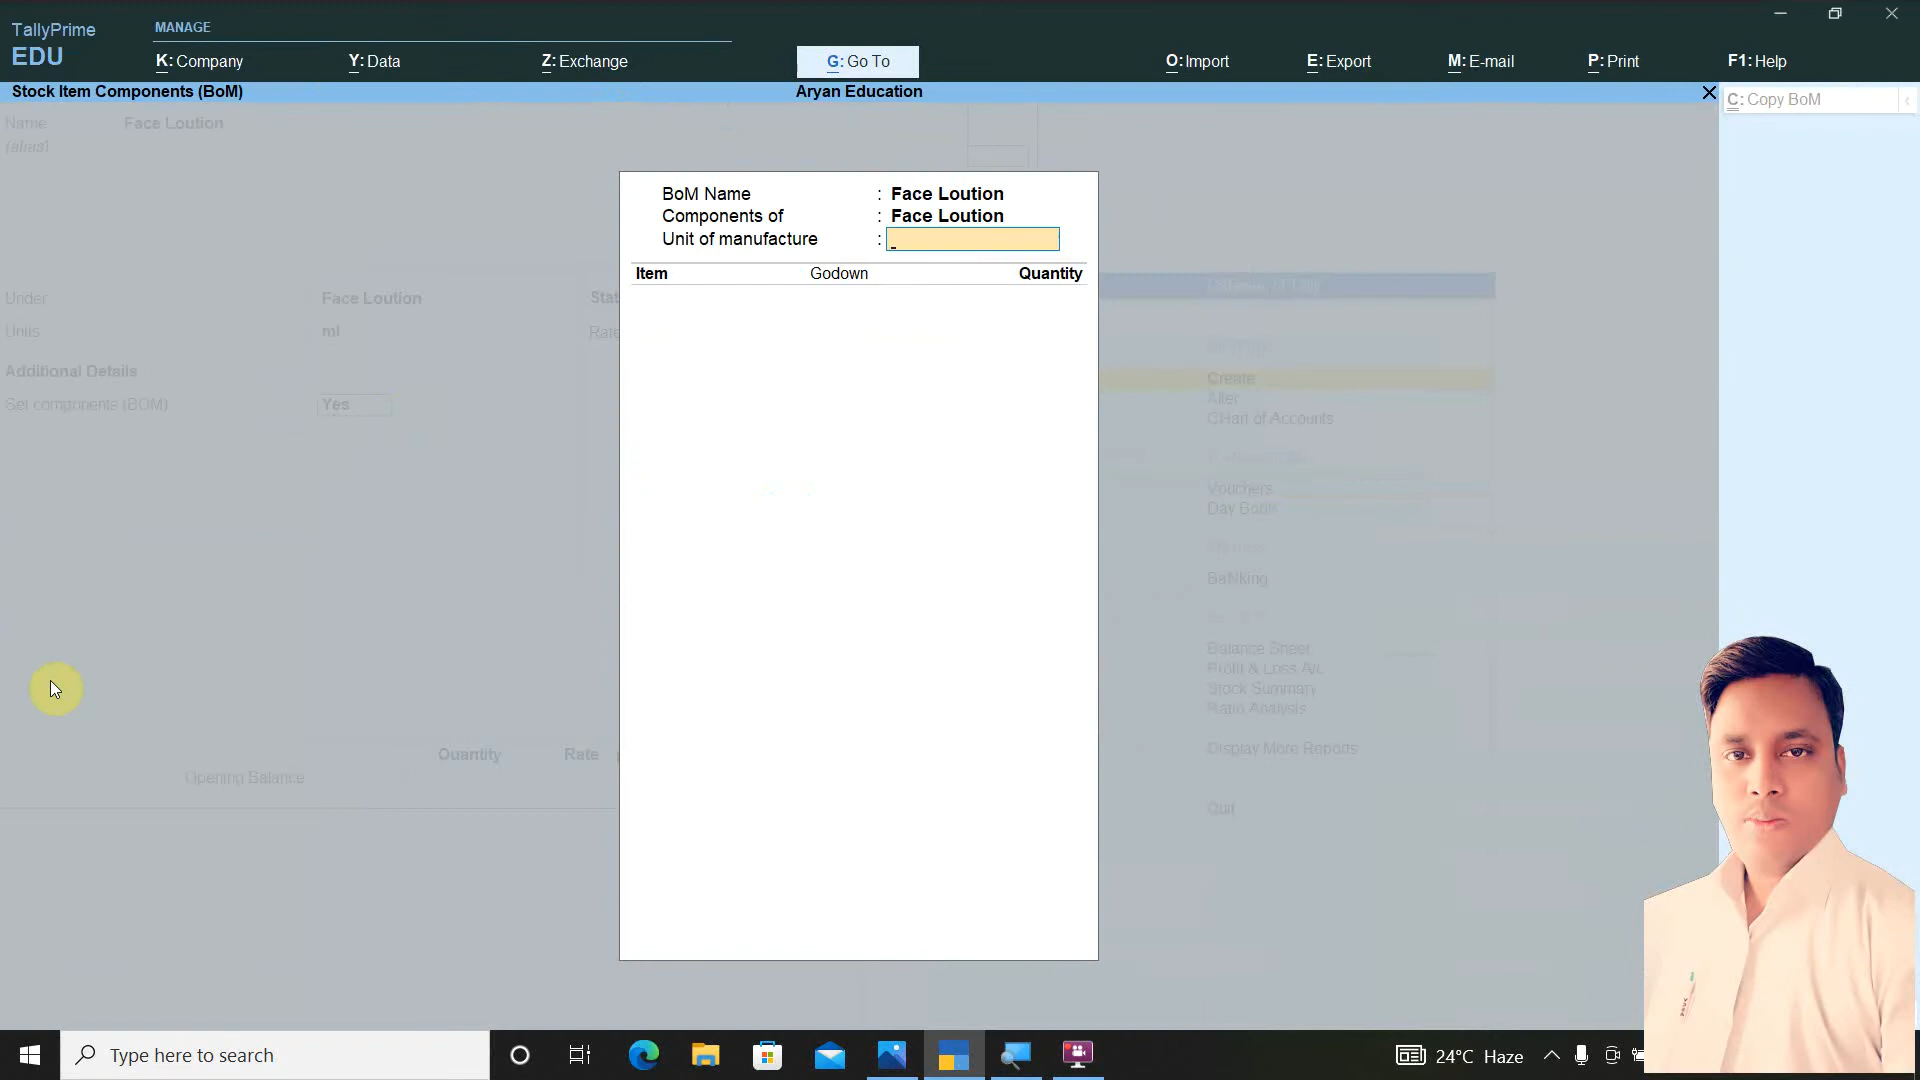 TallyPrime
EDU
MANAGE
K: Company
Y: Data
Z: Exchange
G: Go To
O: Import
E: Export
M: E-mail
P: Print
F1: Help
Stock Item Components (BoM)
Aryan Education
C: Copy BoM
Name Face Loution
(alias)
BoM Name : Face Loution
Components of : Face Loution
Unit of manufacture :
Item Godown Quantity
Under Face Loution
Units ml
Rate
Additional Details
Set components (BOM) Yes
Create
Alter
CHart of Accounts
Vouchers
Day Book
BaNking
Balance Sheet
Profit & Loss A/c
Stock Summary
Ratio Analysis
Display More Reports
Quit
Quantity Rate
Opening Balance
Type here to search
24°C Haze